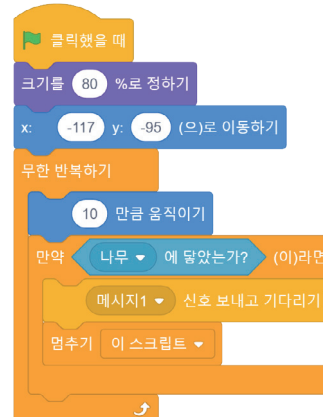 클릭했을 때
크기를 80 %로 정하기
x: -117 y: -95 (으)로 이동하기
무한 반복하기
10 만큼 움직이기
만약 나무 에 닿았는가? (이)라면
메시지1 신호 보내고 기다리기
멈추기 이 스크립트